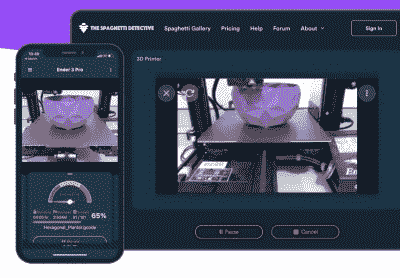 THE SPAGHETTI DETECTIVE
Spaghetti Gallery
Pricing
Help
Forum
About
Sign In
3D Printer
Ender 3 Pro
65%
Hexagonal_Planter.gcode
Pause
Cancel